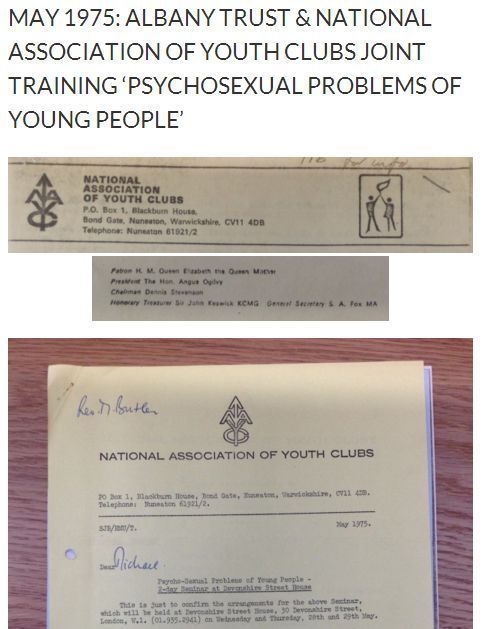 MAY 1975: ALBANY TRUST & NATIONAL
ASSOCIATION OF YOUTH CLUBS JOINT
TRAINING ‘PSYCHOSEXUAL PROBLEMS OF
YOUNG PEOPLE’
NATIONAL
ASSOCIATION
OF YOUTH CLUBS
P.O. Box 1, Blackburn House,
Bond Gate, Nuneaton, Warwickshire, CV11 4DB
Telephone: Nuneaton 61921/2
Patron H. M. Queen Elizabeth the Queen Mother
President The Hon. Angus Ogilvy
Chairman Dennis Stevenson
Honorary Treasurer Sir John Keswick KCMG General Secretary S. A. Fox MA
Rev. M. Butler
NATIONAL ASSOCIATION OF YOUTH CLUBS
PO Box 1, Blackburn House, Bond Gate, Nuneaton, Warwickshire, CV11 4DB.
Telephone: Nuneaton 61921/2.
May 1975.
Dear Michael.
Psycho-Sexual Problems of Young People -
2-day Seminar at Devonshire Street House
This is just to confirm the arrangements for the above Seminar,
which will be held at Devonshire Street House, 30 Devonshire Street,
London, W.1. (01.935.2941) on Wednesday and Thursday, 28th and 29th May.